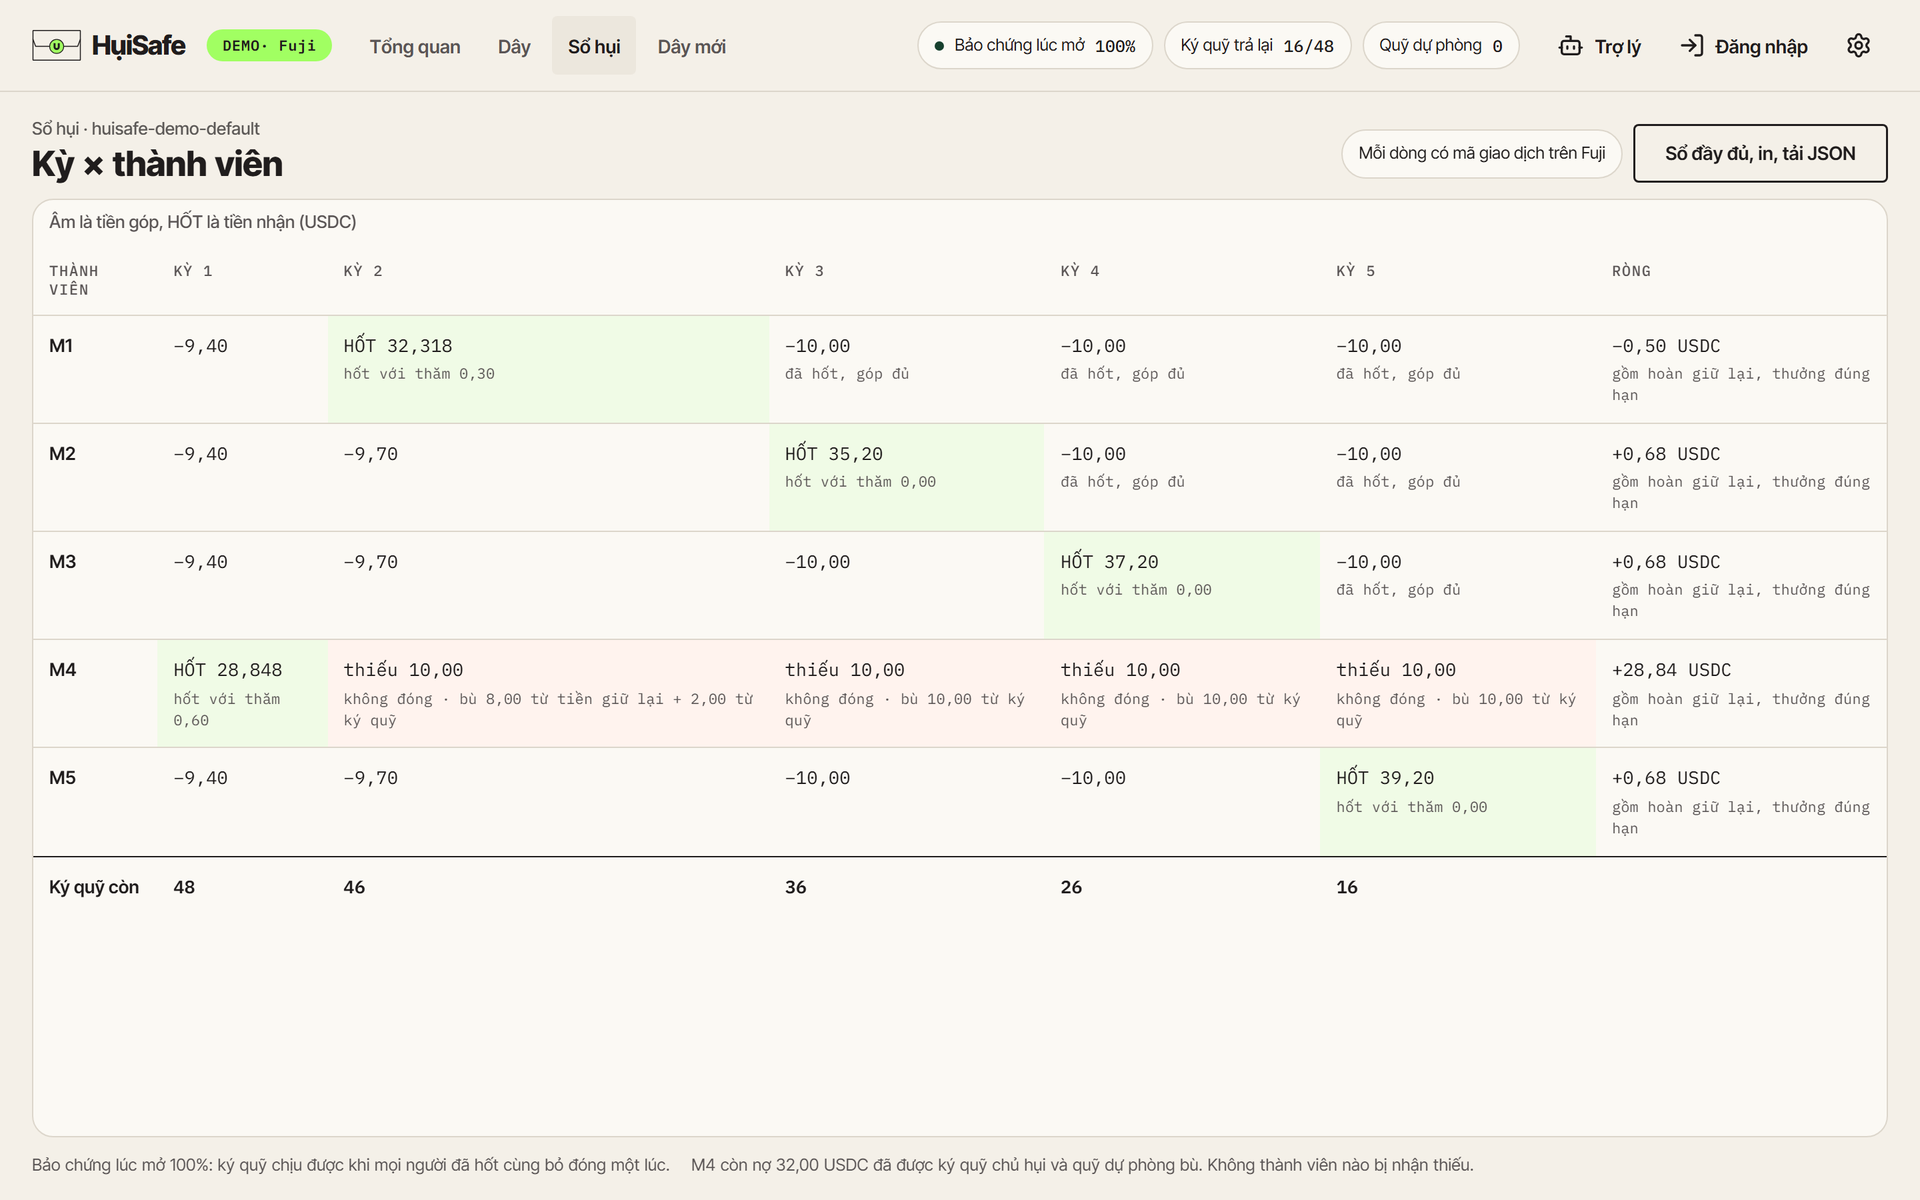 HụiSafe DEMO· Fuji Tổng quan Dây Sổ hụi Dây mới Bảo chứng lúc mở 100% Ký quỹ trả lại 16/48 Quỹ dự phòng 0 Trợ lý Đăng nhập
Sổ hụi · huisafe-demo-default
Kỳ × thành viên
Mỗi dòng có mã giao dịch trên Fuji
Sổ đầy đủ, in, tải JSON
Âm là tiền góp, HỐT là tiền nhận (USDC)
THÀNH VIÊN KỲ 1 KỲ 2 KỲ 3 KỲ 4 KỲ 5 RÒNG
M1 −9,40 HỐT 32,318 −10,00 −10,00 −10,00 −0,50 USDC
hốt với thăm 0,30 đã hốt, góp đủ đã hốt, góp đủ đã hốt, góp đủ gồm hoàn giữ lại, thưởng đúng
hạn
M2 −9,40 −9,70 HỐT 35,20 −10,00 −10,00 +0,68 USDC
hốt với thăm 0,00 đã hốt, góp đủ đã hốt, góp đủ gồm hoàn giữ lại, thưởng đúng
hạn
M3 −9,40 −9,70 −10,00 HỐT 37,20 −10,00 +0,68 USDC
hốt với thăm 0,00 đã hốt, góp đủ gồm hoàn giữ lại, thưởng đúng
hạn
M4 HỐT 28,848 thiếu 10,00 thiếu 10,00 thiếu 10,00 thiếu 10,00 +28,84 USDC
hốt với thăm không đóng · bù 8,00 từ tiền giữ lại + 2,00 từ không đóng · bù 10,00 từ ký không đóng · bù 10,00 từ ký không đóng · bù 10,00 từ ký gồm hoàn giữ lại, thưởng đúng
0,60 ký quỹ quỹ quỹ quỹ hạn
M5 −9,40 −9,70 −10,00 −10,00 HỐT 39,20 +0,68 USDC
hốt với thăm 0,00 gồm hoàn giữ lại, thưởng đúng
hạn
Ký quỹ còn 48 46 36 26 16
Bảo chứng lúc mở 100%: ký quỹ chịu được khi mọi người đã hốt cùng bỏ đóng một lúc. M4 còn nợ 32,00 USDC đã được ký quỹ chủ hụi và quỹ dự phòng bù. Không thành viên nào bị nhận thiếu.